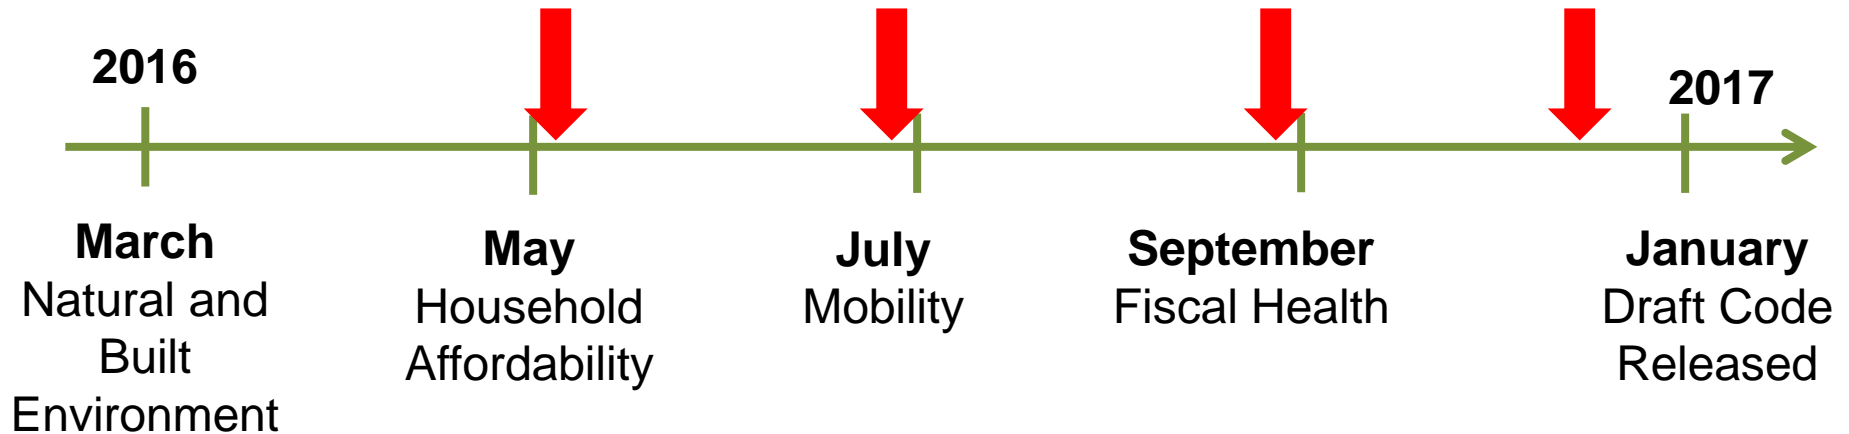 2016
2017
March
Natural and
Built
Environment
May
Household
Affordability
July
Mobility
September
Fiscal Health
January
Draft Code
Released